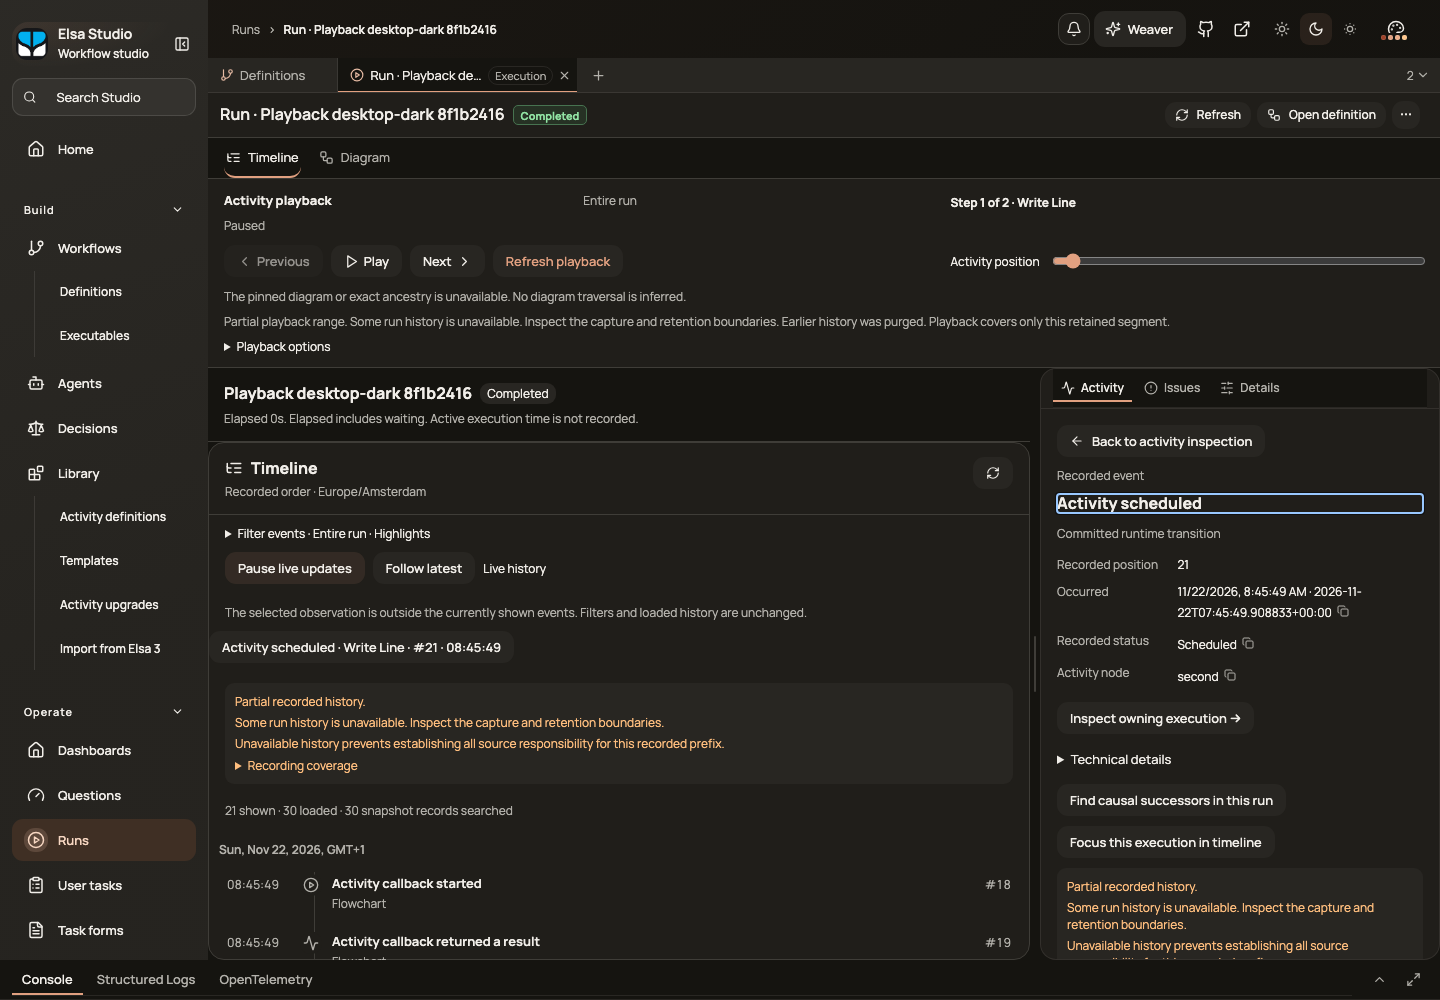 Elsa Studio
Workflow studio
Search Studio
Home
Build
Workflows
Definitions
Executables
Agents
Decisions
Library
Activity definitions
Templates
Activity upgrades
Import from Elsa 3
Operate
Dashboards
Questions
Runs
User tasks
Task forms
Runs › Run · Playback desktop-dark 8f1b2416
Weaver
Definitions
Run · Playback de... Execution
2
Run · Playback desktop-dark 8f1b2416 Completed
Refresh
Open definition
Timeline
Diagram
Activity playback
Entire run
Step 1 of 2 · Write Line
Paused
Previous
Play
Next
Refresh playback
Activity position
The pinned diagram or exact ancestry is unavailable. No diagram traversal is inferred.
Partial playback range. Some run history is unavailable. Inspect the capture and retention boundaries. Earlier history was purged. Playback covers only this retained segment.
Playback options
Playback desktop-dark 8f1b2416 Completed
Elapsed 0s. Elapsed includes waiting. Active execution time is not recorded.
Timeline
Recorded order · Europe/Amsterdam
Filter events · Entire run · Highlights
Pause live updates
Follow latest
Live history
The selected observation is outside the currently shown events. Filters and loaded history are unchanged.
Activity scheduled · Write Line · #21 · 08:45:49
Partial recorded history.
Some run history is unavailable. Inspect the capture and retention boundaries.
Unavailable history prevents establishing all source responsibility for this recorded prefix.
Recording coverage
21 shown · 30 loaded · 30 snapshot records searched
Sun, Nov 22, 2026, GMT+1
08:45:49 Activity callback started #18
Flowchart
08:45:49 Activity callback returned a result #19
Flowchart
Activity
Issues
Details
Back to activity inspection
Recorded event
Activity scheduled
Committed runtime transition
Recorded position 21
Occurred 11/22/2026, 8:45:49 AM · 2026-11-
22T07:45:49.908833+00:00
Recorded status Scheduled
Activity node second
Inspect owning execution →
Technical details
Find causal successors in this run
Focus this execution in timeline
Partial recorded history.
Some run history is unavailable. Inspect the capture and
retention boundaries.
Unavailable history prevents establishing all source
Console
Structured Logs
OpenTelemetry